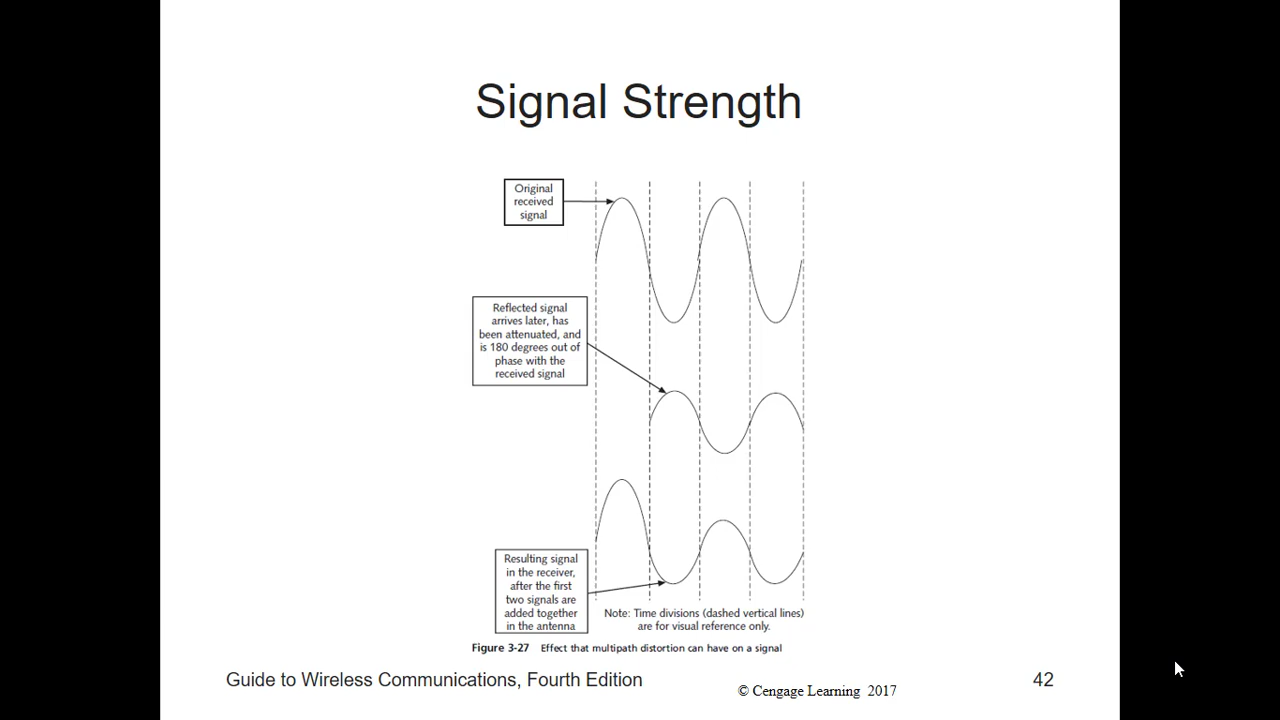 Signal Strength
Original
received
signal
Reflected signal
arrives later, has
been attenuated, and
is 180 degrees out of
phase with the
received signal
Resulting signal
in the receiver,
after the first
two signals are
added together
in the antenna
Note: Time divisions (dashed vertical lines)
are for visual reference only.
Figure 3-27 Effect that multipath distortion can have on a signal
Guide to Wireless Communications, Fourth Edition
© Cengage Learning 2017
42